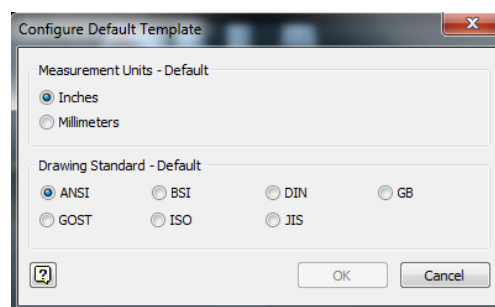 Configure Default Template
Measurement Units - Default
Inches
Millimeters
Drawing Standard - Default
ANSI BSI DIN GB
GOST ISO JIS
? OK Cancel